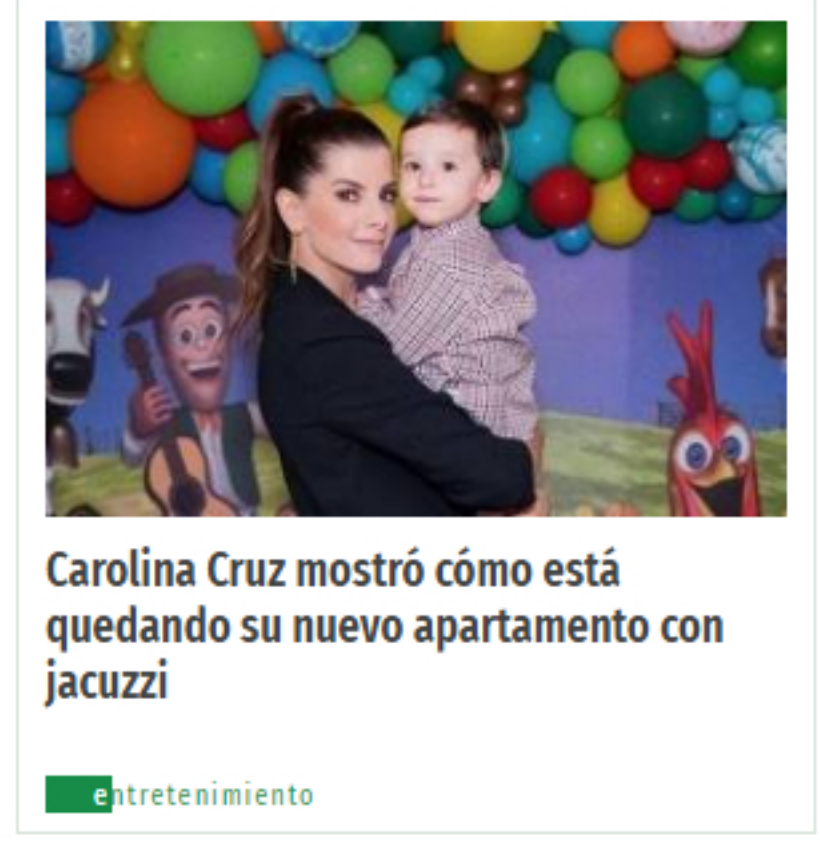 Carolina Cruz mostró cómo está
quedando su nuevo apartamento con
jacuzzi
entretenimiento